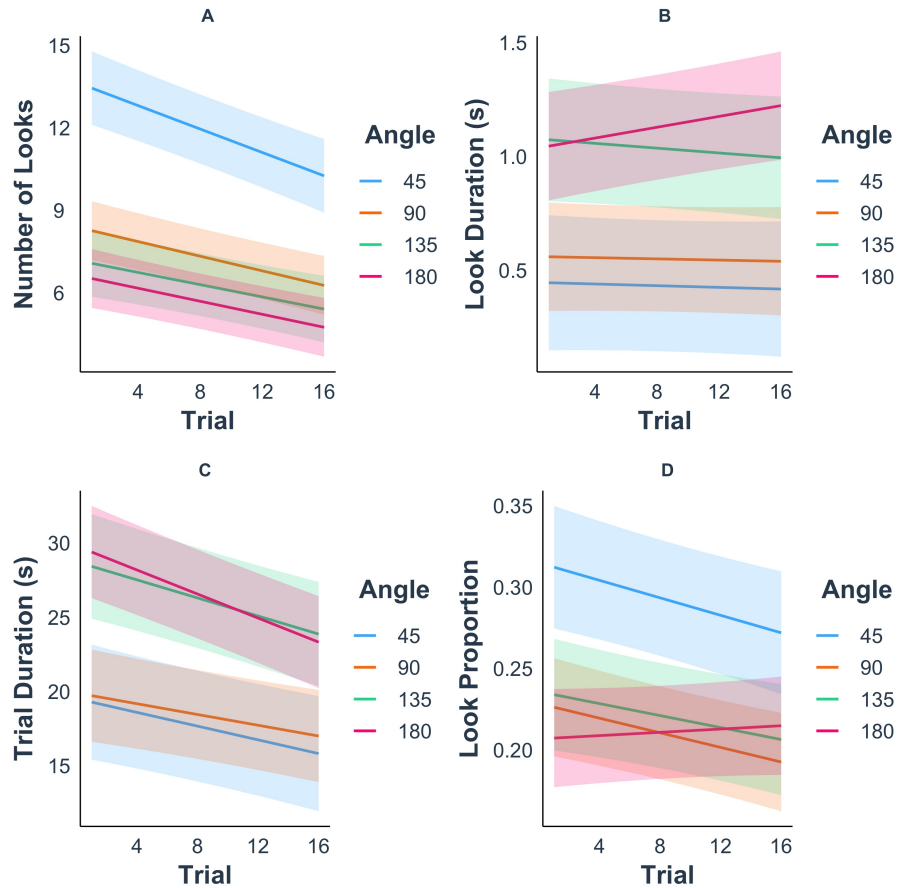 A
Number of Looks
15
12
9
6
4 8 12 16
Trial
Angle
45
90
135
180
B
Look Duration (s)
1.5
1.0
0.5
4 8 12 16
Trial
Angle
45
90
135
180
C
Trial Duration (s)
30
25
20
15
4 8 12 16
Trial
Angle
45
90
135
180
D
Look Proportion
0.35
0.30
0.25
0.20
4 8 12 16
Trial
Angle
45
90
135
180